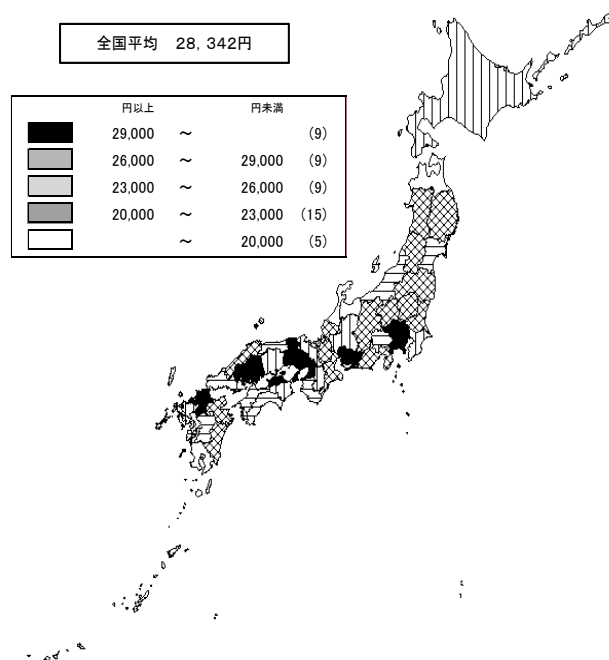 全国平均 28,342円
円以上 円未満
29,000 ～ (9)
26,000 ～ 29,000 (9)
23,000 ～ 26,000 (9)
20,000 ～ 23,000 (15)
～ 20,000 (5)